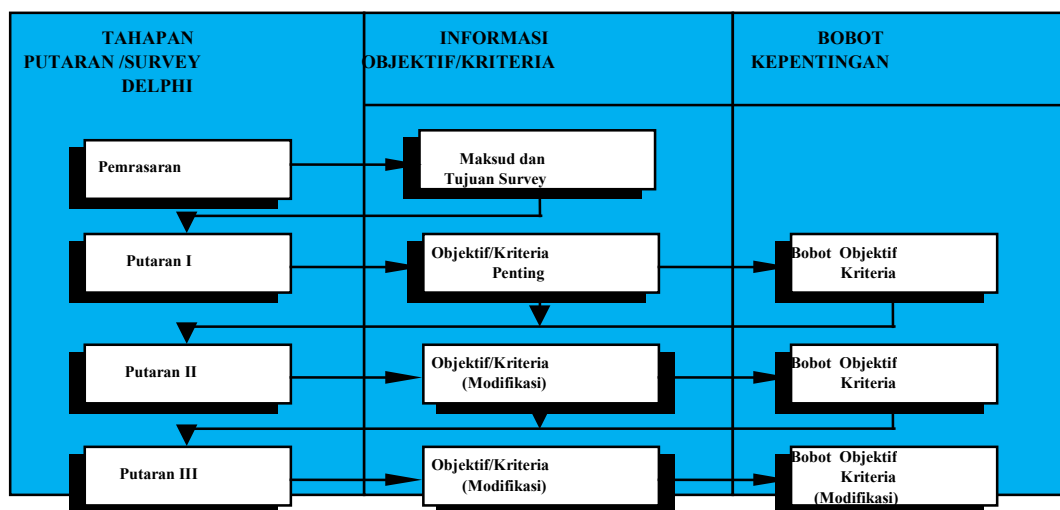 TAHAPAN
PUTARAN /SURVEY
DELPHI
INFORMASI
OBJEKTIF/KRITERIA
BOBOT
KEPENTINGAN
Pemrasaran
Maksud dan
Tujuan Survey
Putaran I
Objektif/Kriteria
Penting
Bobot Objektif
Kriteria
Putaran II
Objektif/Kriteria
(Modifikasi)
Bobot Objektif
Kriteria
Putaran III
Objektif/Kriteria
(Modifikasi)
Bobot Objektif
Kriteria
(Modifikasi)